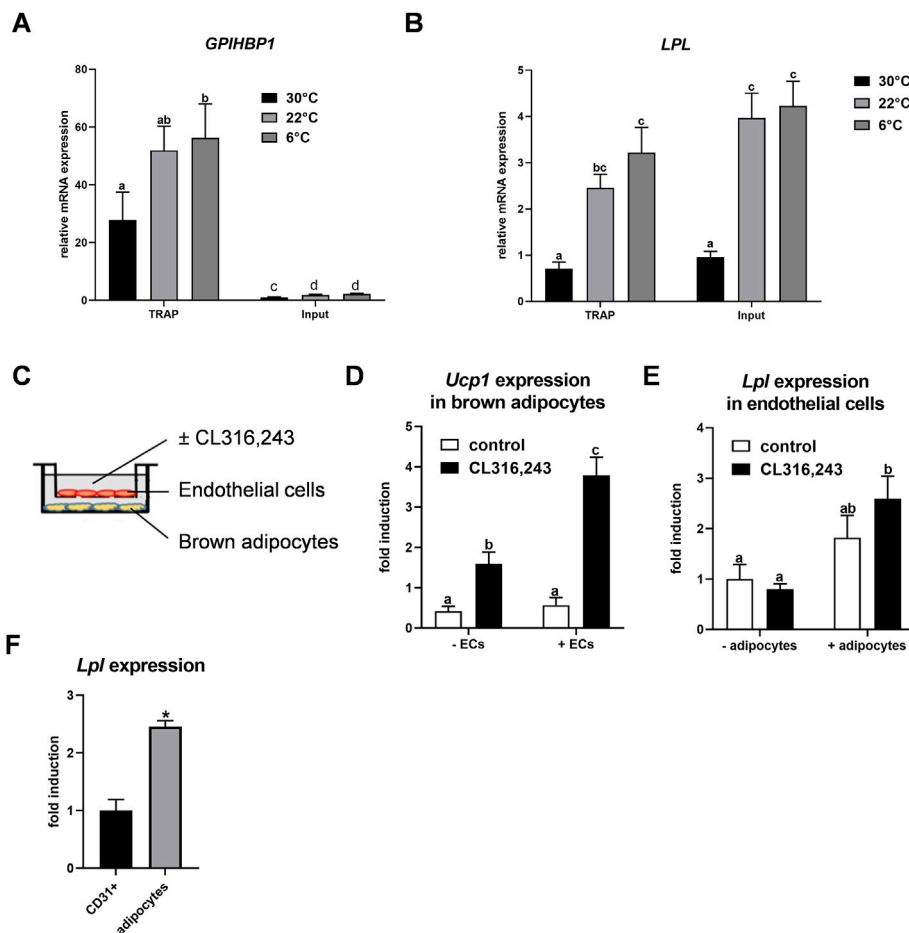 A
GPIHBP1
relative mRNA expression
80
60
40
20
0
a
ab
b
c
d
d
TRAP
Input
30°C
22°C
6°C
B
LPL
relative mRNA expression
5
4
3
2
1
0
a
bc
c
a
c
c
TRAP
Input
30°C
22°C
6°C
C
± CL316,243
Endothelial cells
Brown adipocytes
D
Ucp1 expression
in brown adipocytes
fold induction
5
4
3
2
1
0
control
CL316,243
a
b
a
c
- ECs
+ ECs
E
Lpl expression
in endothelial cells
fold induction
4
3
2
1
0
control
CL316,243
a
a
ab
b
- adipocytes
+ adipocytes
F
Lpl expression
fold induction
3
2
1
0
*
CD31+
adipocytes